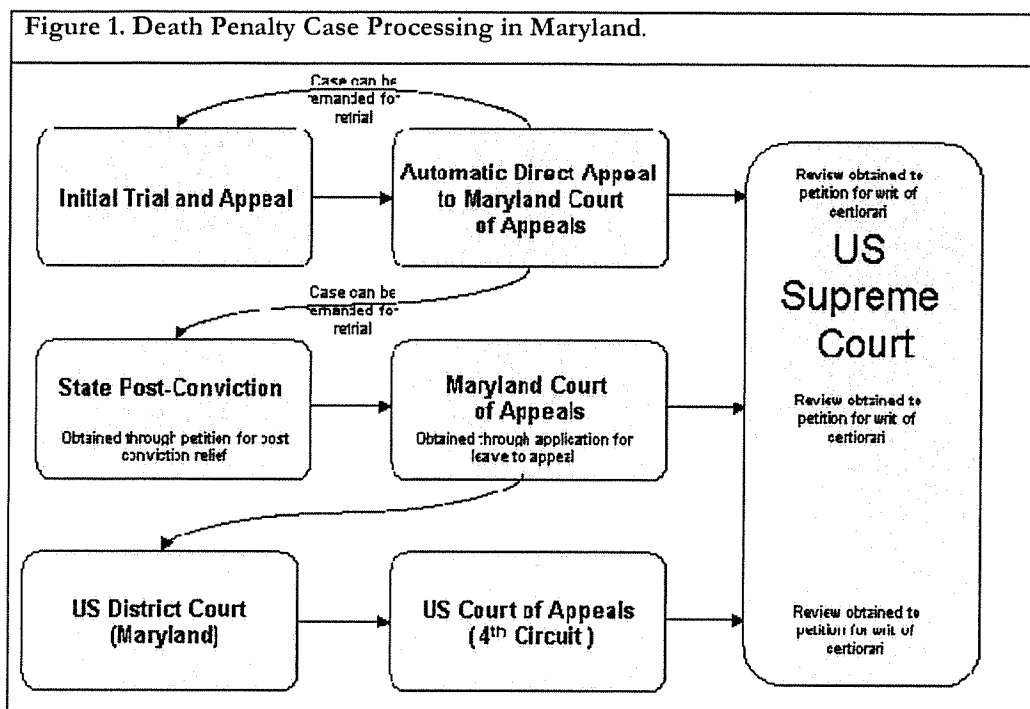 Figure 1. Death Penalty Case Processing in Maryland.
Case can be
emanded fo
retrial
Initial Trial and Appeal
Automatic Direct Appeal
to Maryland Court
of Appeals
Review obtained to
petition for writ of
certiorari
US
Supreme
Court
Case can be
emanded fo
retrial
State Post-Conviction
Obtained through petition for post
conviction relief
Maryland Court
of Appeals
Obtained through application for
leave to appeal
Review obtained to
petition for writ of
certiorari
US District Court
(Maryland)
US Court of Appeals
(4th Circuit)
Review obtained to
petition for writ of
certiorari